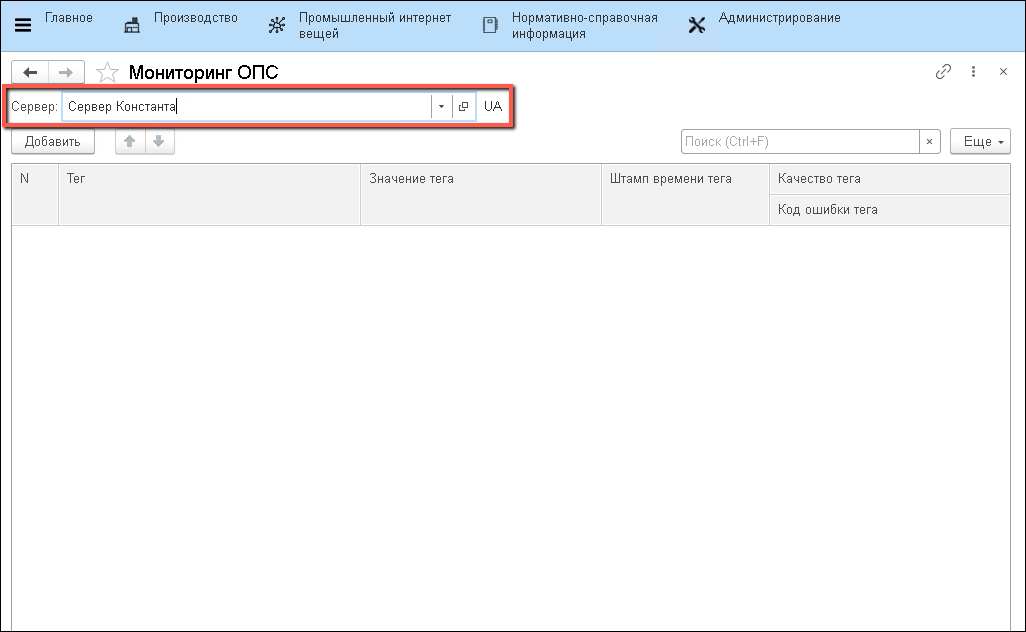 Главное
Производство
Промышленный интернет
вещей
Нормативно-справочная
информация
Администрирование
Мониторинг ОПС
Сервер: Сервер Константа UA
Добавить Поиск (Ctrl+F) × Еще
N Тег Значение тега Штамп времени тега Качество тега
Код ошибки тега